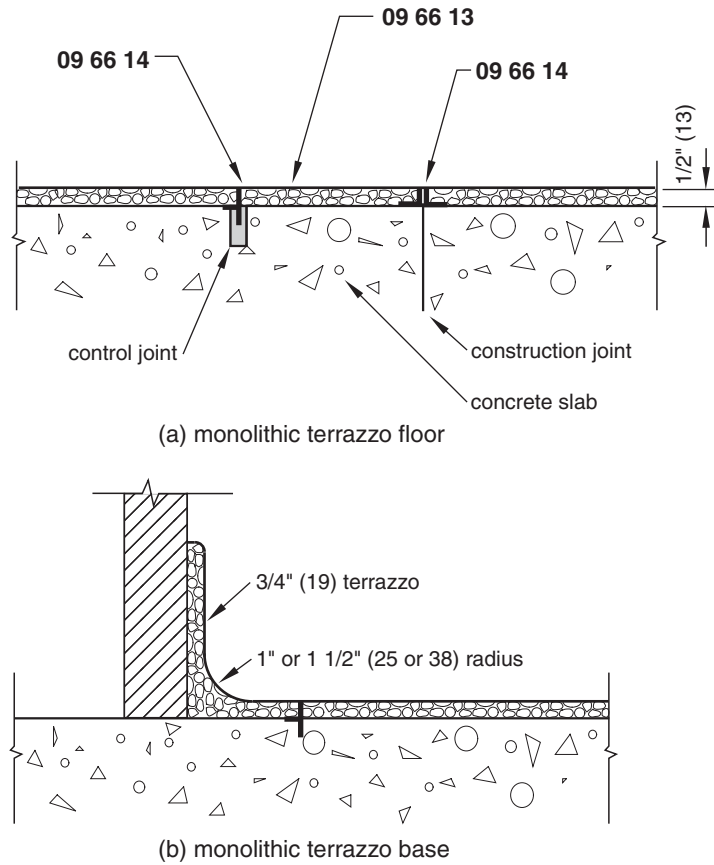 09 66 13
09 66 14
09 66 14
1/2" (13)
control joint
construction joint
concrete slab
(a) monolithic terrazzo floor
3/4" (19) terrazzo
1" or 1 1/2" (25 or 38) radius
(b) monolithic terrazzo base